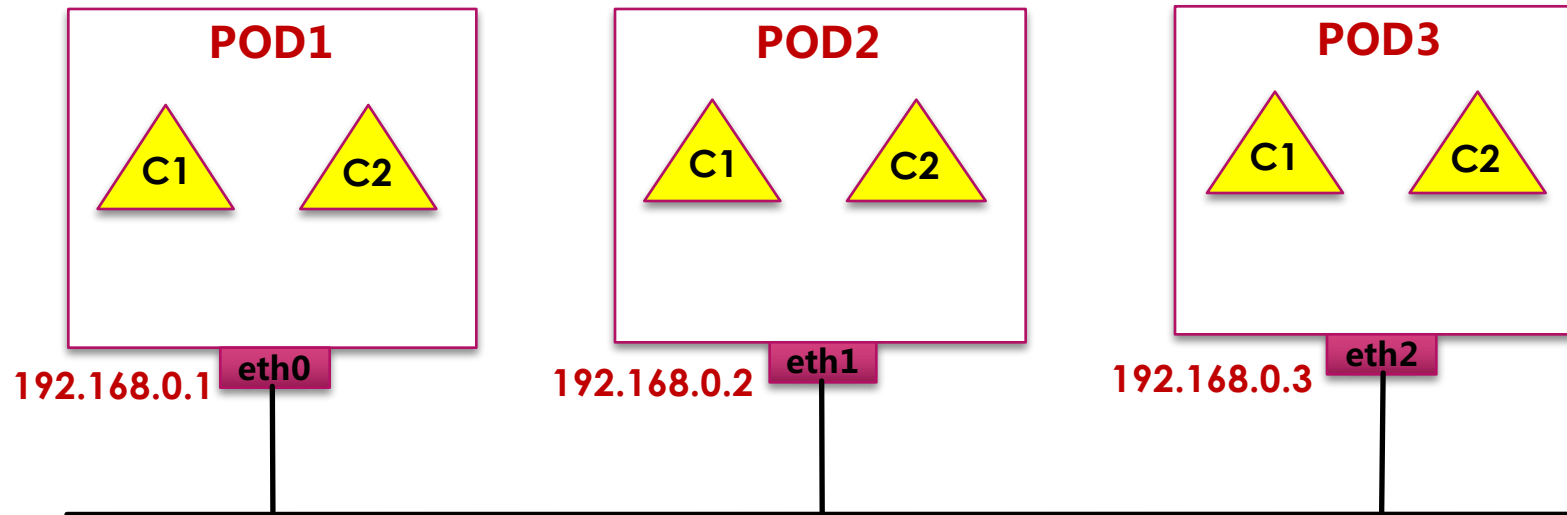 POD1
C1
C2
eth0
192.168.0.1
POD2
C1
C2
eth1
192.168.0.2
POD3
C1
C2
eth2
192.168.0.3